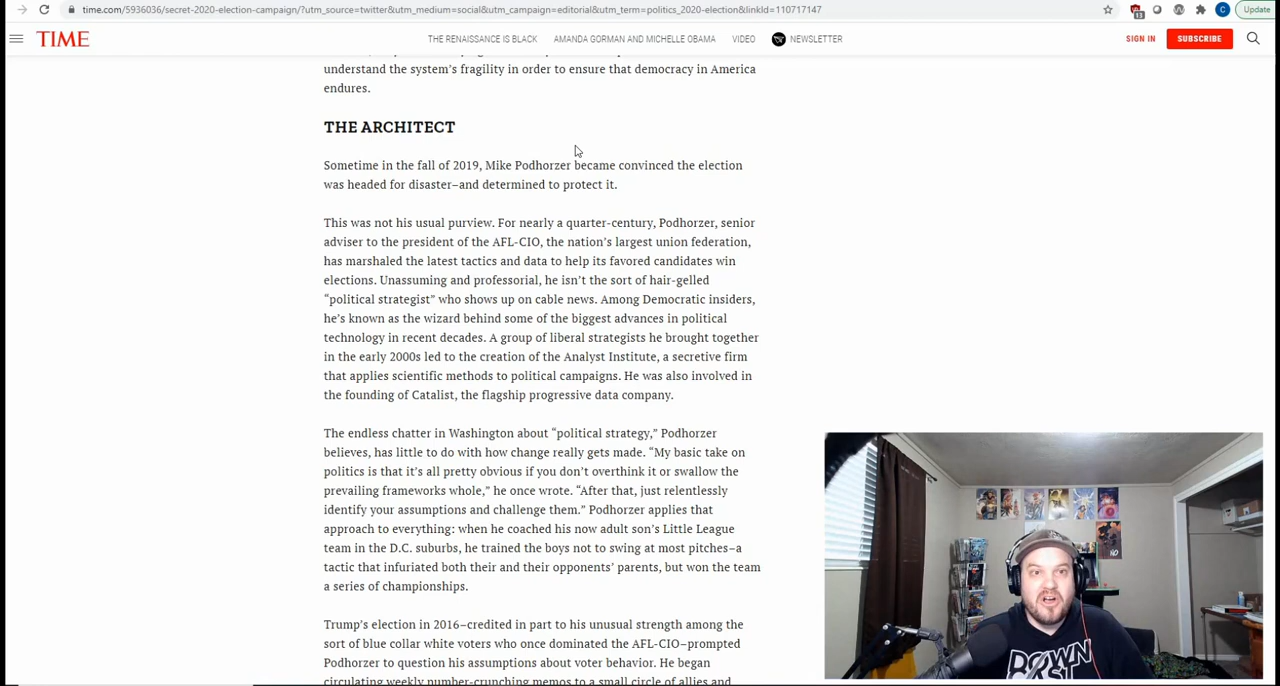 time.com/5936036/secret-2020-election-campaign/?utm_source=twitter&utm_medium=social&utm_campaign=editorial&utm_term=politics_2020-election&linkId=110717147
13
C
Update
TIME
THE RENAISSANCE IS BLACK
AMANDA GORMAN AND MICHELLE OBAMA
VIDEO
NEWSLETTER
SIGN IN
SUBSCRIBE
understand the system’s fragility in order to ensure that democracy in America
endures.
THE ARCHITECT
Sometime in the fall of 2019, Mike Podhorzer became convinced the election
was headed for disaster–and determined to protect it.
This was not his usual purview. For nearly a quarter-century, Podhorzer, senior
adviser to the president of the AFL-CIO, the nation’s largest union federation,
has marshaled the latest tactics and data to help its favored candidates win
elections. Unassuming and professorial, he isn’t the sort of hair-gelled
“political strategist” who shows up on cable news. Among Democratic insiders,
he’s known as the wizard behind some of the biggest advances in political
technology in recent decades. A group of liberal strategists he brought together
in the early 2000s led to the creation of the Analyst Institute, a secretive firm
that applies scientific methods to political campaigns. He was also involved in
the founding of Catalist, the flagship progressive data company.
The endless chatter in Washington about “political strategy,” Podhorzer
believes, has little to do with how change really gets made. “My basic take on
politics is that it’s all pretty obvious if you don’t overthink it or swallow the
prevailing frameworks whole,” he once wrote. “After that, just relentlessly
identify your assumptions and challenge them.” Podhorzer applies that
approach to everything: when he coached his now adult son’s Little League
team in the D.C. suburbs, he trained the boys not to swing at most pitches–a
tactic that infuriated both their and their opponents’ parents, but won the team
a series of championships.
Trump’s election in 2016–credited in part to his unusual strength among the
sort of blue collar white voters who once dominated the AFL-CIO–prompted
Podhorzer to question his assumptions about voter behavior. He began
circulating weekly number-crunching memos to a small circle of allies and
NO
DOWN
CAST